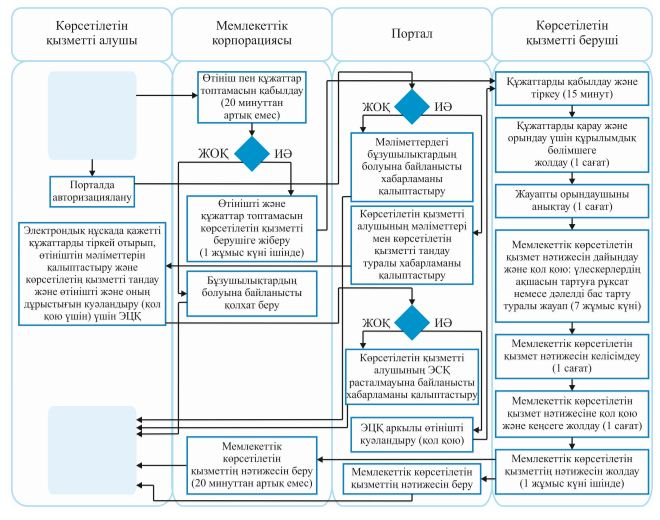 Көрсетілетін
қызметті алушы
Мемлекеттік
корпорациясы
Портал
Көрсетілетін
қызметті беруші
Өтініш пен құжаттар
топтамасын қабылдау
(20 минуттан
артық емес)
ЖОҚ
ИӘ
Порталда
авторизациялану
Өтінішті және
құжаттар топтамасын
көрсетілетін қызметті
берушіге жіберу
(1 жұмыс күні ішінде)
Электрондық нұсқада қажетті
құжаттарды тіркей отырып,
өтініштің мәліметтерін
қалыптастыру және
көрсетілетін қызметті таңдау
және өтінішті және оның
дұрыстығын куәландыру (қол
қою үшін) үшін ЭЦҚ
Бұзушылықтардың
болуына байланысты
қолхат беру
ЖОҚ
ИӘ
Мәліметтердегі
бұзушылықтардың
болуына байланысты
хабарламаны
қалыптастыру
Көрсетілетін қызметті
алушының мәліметтері
мен көрсетілетін
қызметті таңдау
туралы хабарламаны
қалыптастыру
ЖОҚ
ИӘ
Көрсетілетін қызметті
алушының ЭСҚ
расталмауына байланысты
хабарламаны қалыптастыру
ЭЦҚ арқылы өтінішті
куәландыру (қол қою)
Мемлекеттік
көрсетілетін
қызметтің нәтижесін беру
(20 минуттан артық емес)
Мемлекеттік көрсетілетін
қызметтің нәтижесін беру
Құжаттарды қабылдау және
тіркеу (15 минут)
Құжаттарды қарау және
орындау үшін құрылымдық
бөлімшеге
жолдау (1 сағат)
Жауапты орындаушыны
анықтау (1 сағат)
Мемлекеттік көрсетілетін
қызмет нәтижесін дайындау
және қол қою: үлескерлердің
ақшасын тартуға рұқсат
немесе дәлелді бас тарту
туралы жауап (7 жұмыс күні)
Мемлекеттік көрсетілетін
қызмет нәтижесін келісімдеу
(1 сағат)
Мемлекеттік көрсетілетін
қызмет нәтижесіне қол қою
және кеңсеге жолдау (1 сағат)
Мемлекеттік көрсетілетін
қызметтің нәтижесін жолдау
(1 жұмыс күні ішінде)